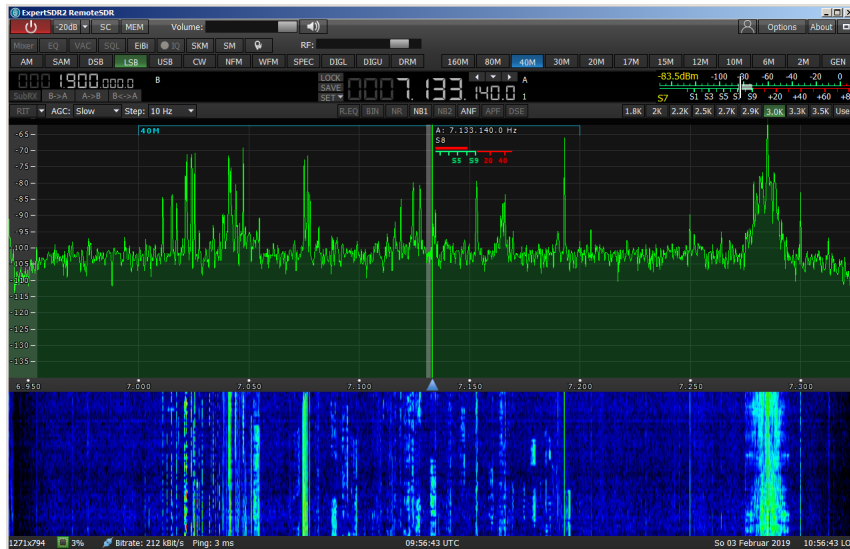 ExpertSDR2 RemoteSDR
-20dB SC MEM Volume: Options About
Mixer EQ VAC SQL EiBi IQ SKM SM RF:
AM SAM DSB LSB USB CW NFM WFM SPEC DIGL DIGU DRM 160M 80M 40M 30M 20M 17M 15M 12M 10M 6M 2M GEN
000 1900.000.0 B LOCK SAVE SET 0007.133.140.0 A 1 -83.5dBm -100 -80 -60 -40 -20 0
SubRX B->A A->B B<->A S7 S1 S3 S5 S7 S9 +20 +40 +60
RIT AGC: Slow Step: 10 Hz R.EQ BIN NR NB1 NB2 ANF APF DSE 1.8K 2K 2.2K 2.5K 2.7K 2.9K 3.0K 3.3K 3.5K Use
40M A: 7.133.140.0 Hz
S8
S5 S9 20 40
-65
-70
-75
-80
-85
-90
-95
-100
-105
-110
-115
-120
-125
-130
-135
6.950 7.000 7.050 7.100 7.150 7.200 7.250 7.300
1271x794 3% Bitrate: 212 kBit/s Ping: 3 ms 09:56:43 UTC So 03 Februar 2019 10:56:43 LO